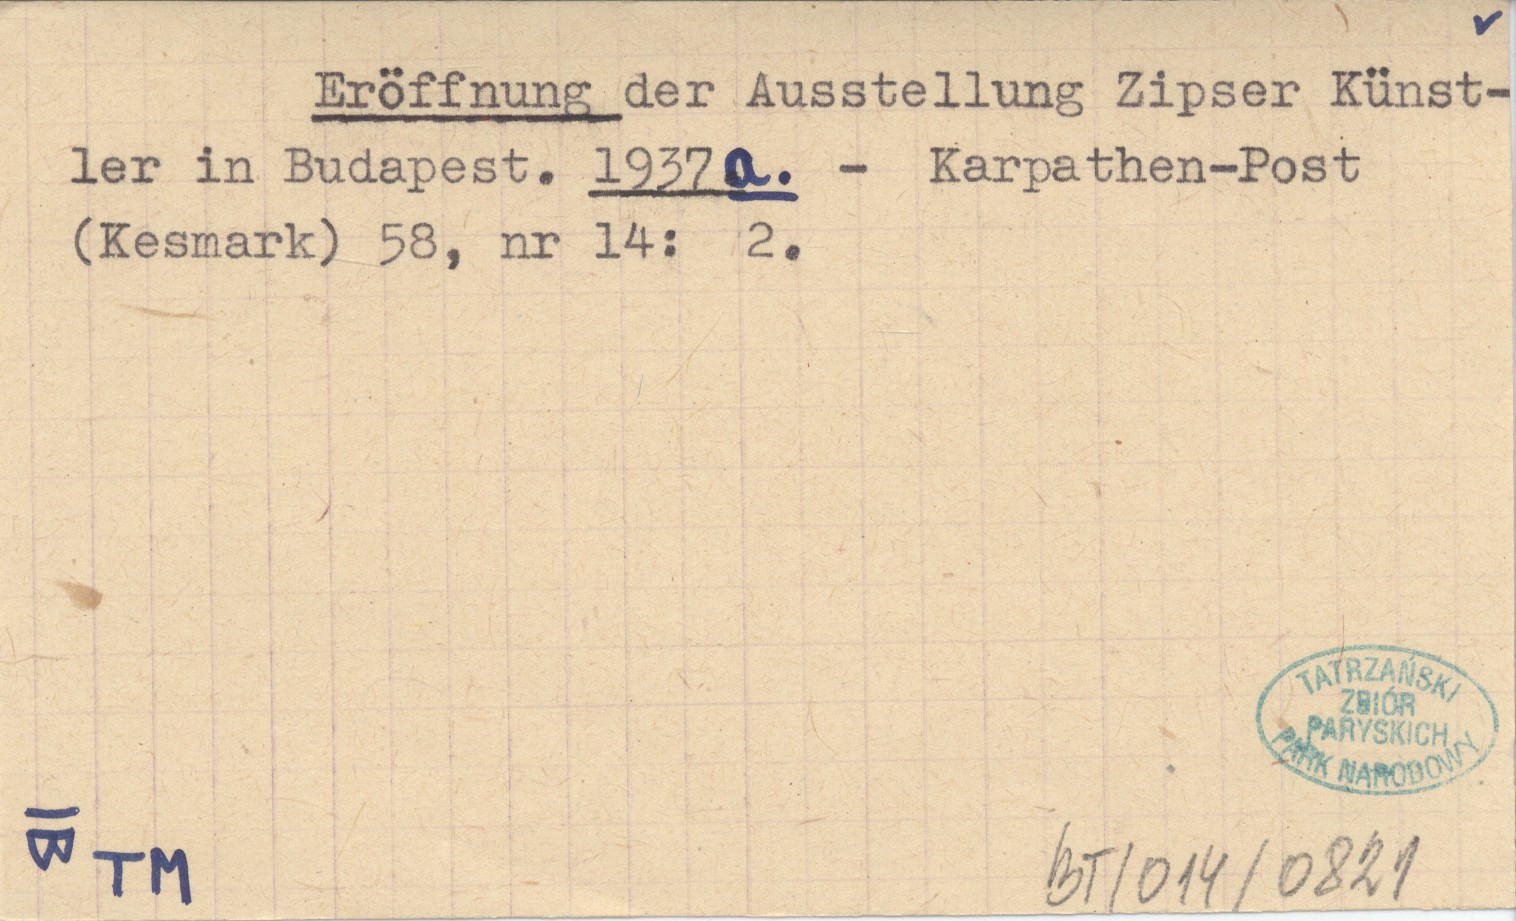 ✓
Eröffnung der Ausstellung Zipser Künst-
ler in Budapest. 1937a. - Karpathen-Post
(Kesmark) 58, nr 14: 2.
TATRZAŃSKI
ZBIÓR
PARYSKICH
PARK NARODOWY
IB
TM
BT/014/0821